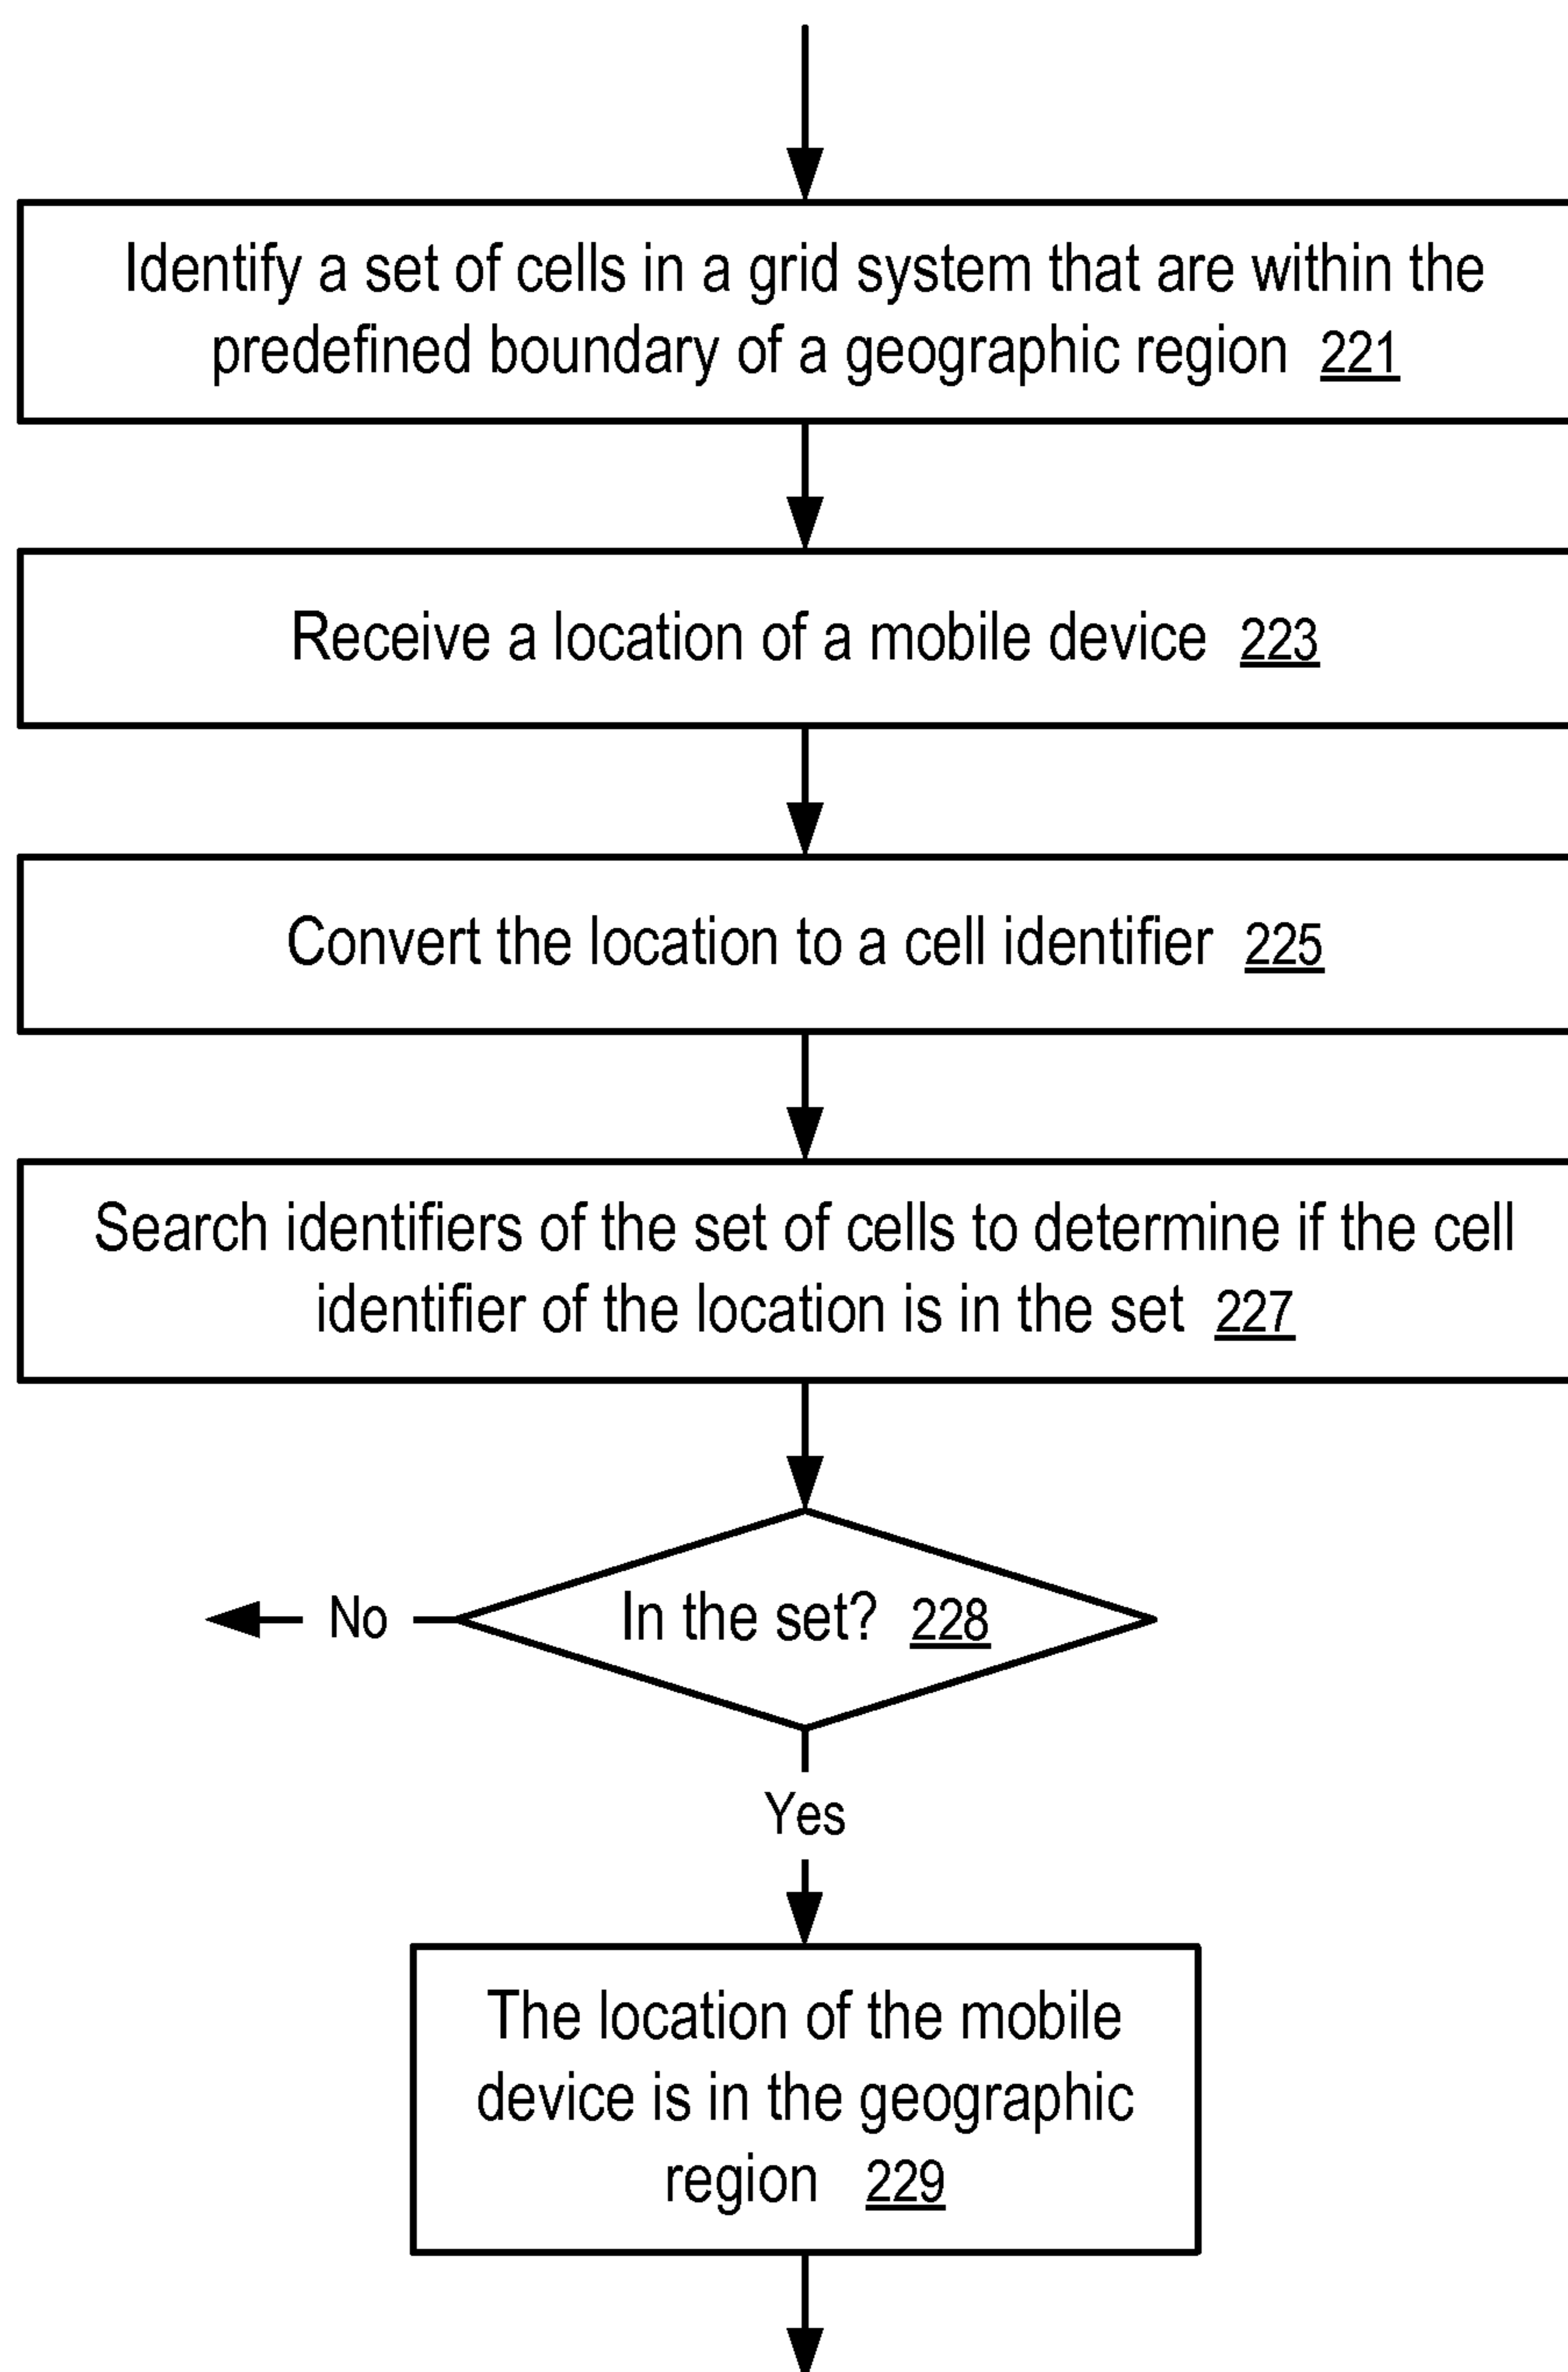 Identify a set of cells in a grid system that are within the
predefined boundary of a geographic region 221
Receive a location of a mobile device 223
Convert the location to a cell identifier 225
Search identifiers of the set of cells to determine if the cell
identifier of the location is in the set 227
In the set? 228
No
Yes
The location of the mobile
device is in the geographic
region 229